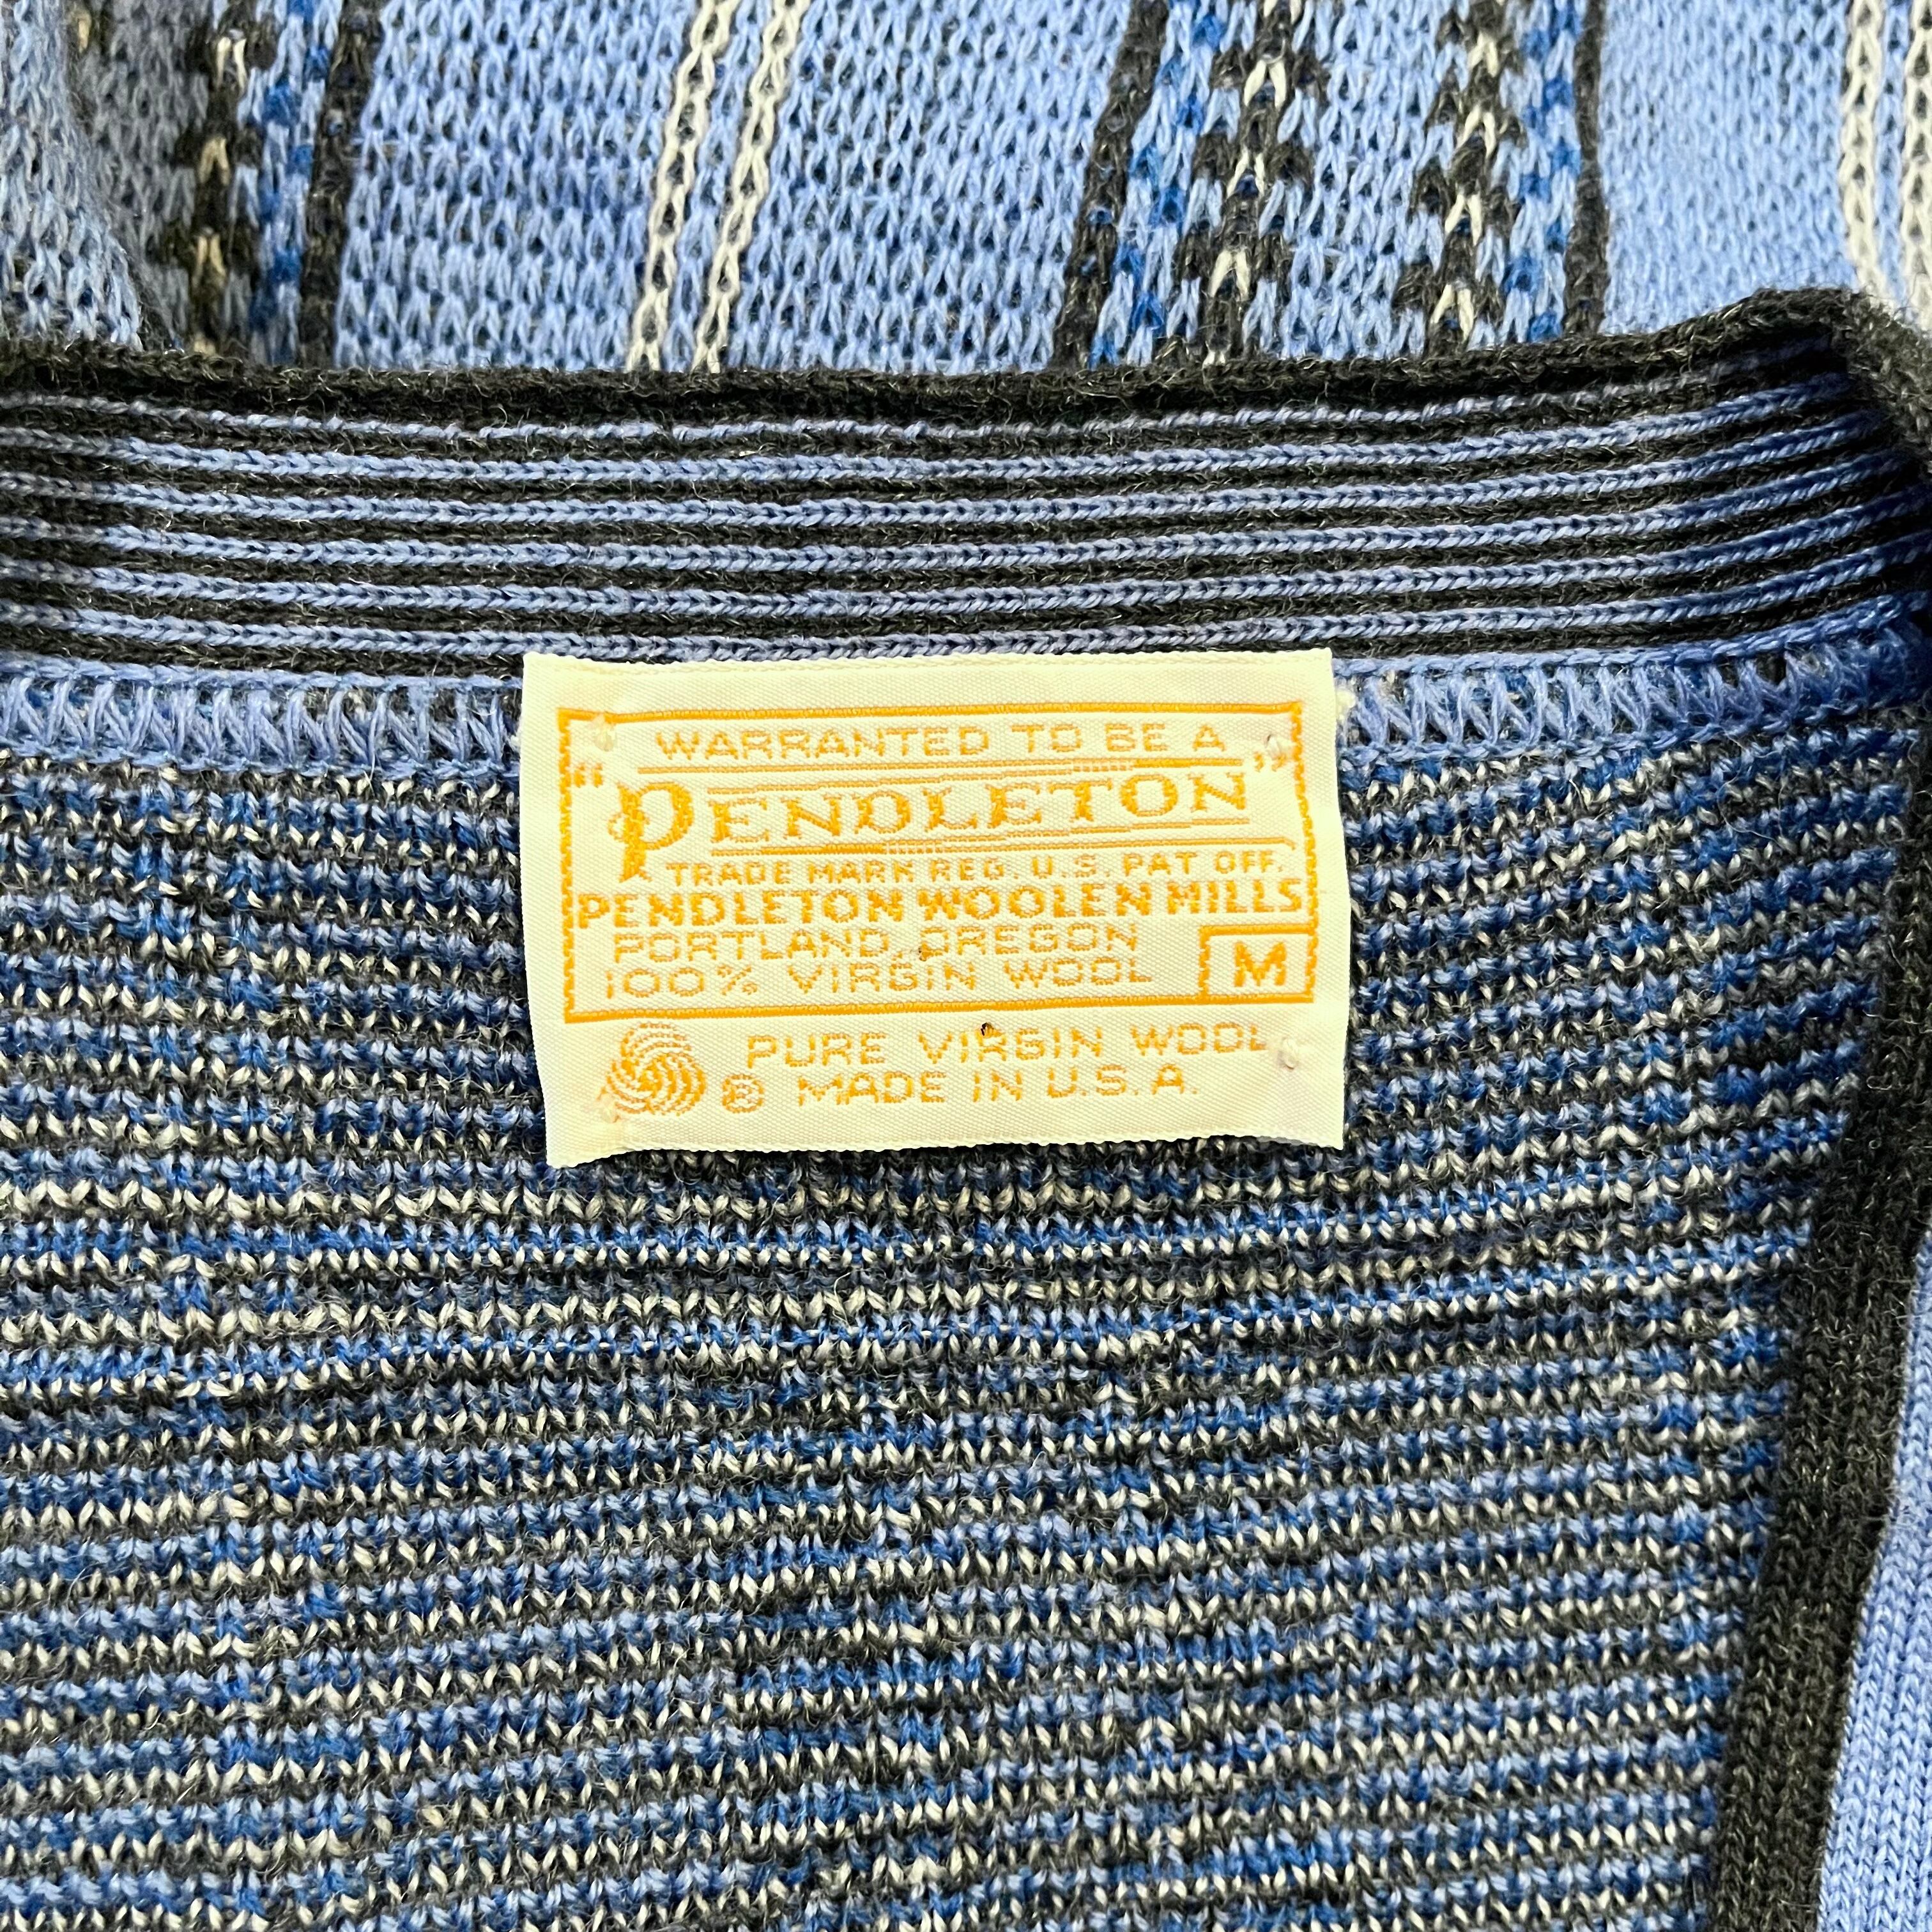 WARRANTED TO BE A
"PENDLETON"
TRADE MARK REG. U.S. PAT OFF.
PENDLETON WOOLEN MILLS
PORTLAND, OREGON
100% VIRGIN WOOL M
PURE VIRGIN WOOL
® MADE IN U.S.A.